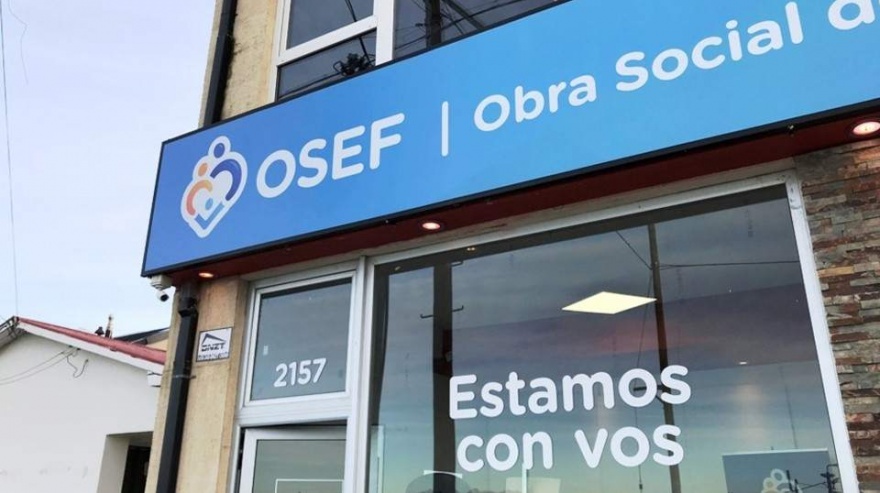 OSEF | Obra Social d
2157
Estamos
con vos